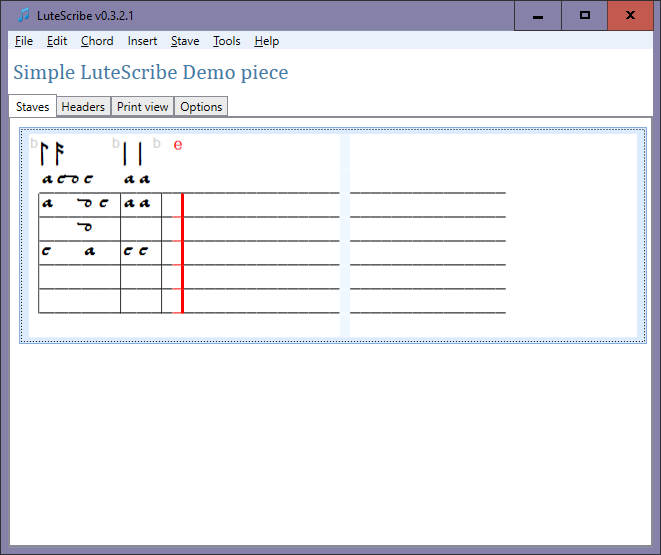 LuteScribe v0.3.2.1
File Edit Chord Insert Stave Tools Help
Simple LuteScribe Demo piece
Staves Headers Print view Options
b b b e
a c d c a a
a d c a a
d
c a c c